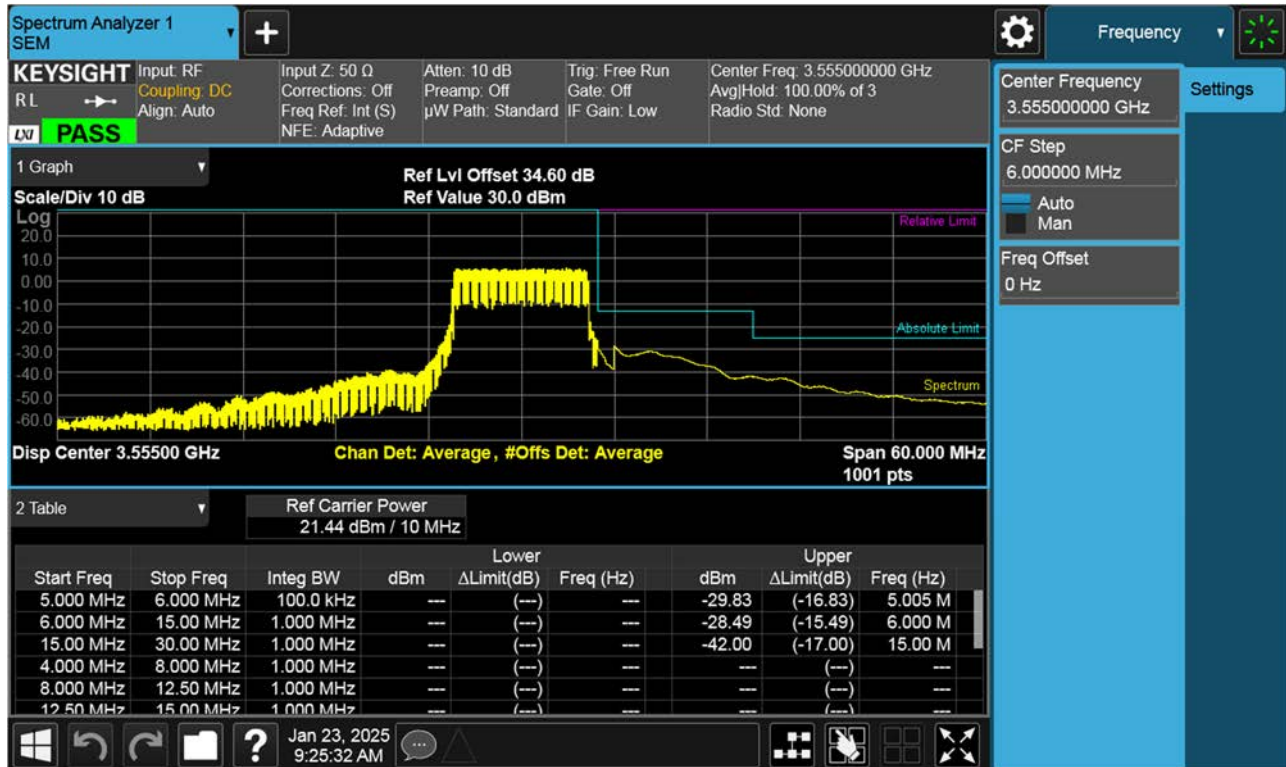 Spectrum Analyzer 1
SEM
+
Frequency
KEYSIGHT
RL
LXI PASS
Input: RF
Coupling: DC
Align: Auto
Input Z: 50 Ω
Corrections: Off
Freq Ref: Int (S)
NFE: Adaptive
Atten: 10 dB
Preamp: Off
µW Path: Standard
Trig: Free Run
Gate: Off
IF Gain: Low
Center Freq: 3.555000000 GHz
Avg|Hold: 100.00% of 3
Radio Std: None
Center Frequency
3.555000000 GHz
Settings
CF Step
6.000000 MHz
Auto
Man
Freq Offset
0 Hz
1 Graph
Scale/Div 10 dB
Ref Lvl Offset 34.60 dB
Ref Value 30.0 dBm
Log
20.0
10.0
0.00
-10.0
-20.0
-30.0
-40.0
-50.0
-60.0
Relative Limit
Absolute Limit
Spectrum
Disp Center 3.55500 GHz
Chan Det: Average , #Offs Det: Average
Span 60.000 MHz
1001 pts
2 Table
Ref Carrier Power
21.44 dBm / 10 MHz
Lower Upper
Start Freq Stop Freq Integ BW dBm ΔLimit(dB) Freq (Hz) dBm ΔLimit(dB) Freq (Hz)
5.000 MHz 6.000 MHz 100.0 kHz --- (---) --- -29.83 (-16.83) 5.005 M
6.000 MHz 15.00 MHz 1.000 MHz --- (---) --- -28.49 (-15.49) 6.000 M
15.00 MHz 30.00 MHz 1.000 MHz --- (---) --- -42.00 (-17.00) 15.00 M
4.000 MHz 8.000 MHz 1.000 MHz --- (---) --- --- (---) ---
8.000 MHz 12.50 MHz 1.000 MHz --- (---) --- --- (---) ---
12.50 MHz 15.00 MHz 1.000 MHz --- (---) --- --- (---) ---
?
Jan 23, 2025
9:25:32 AM